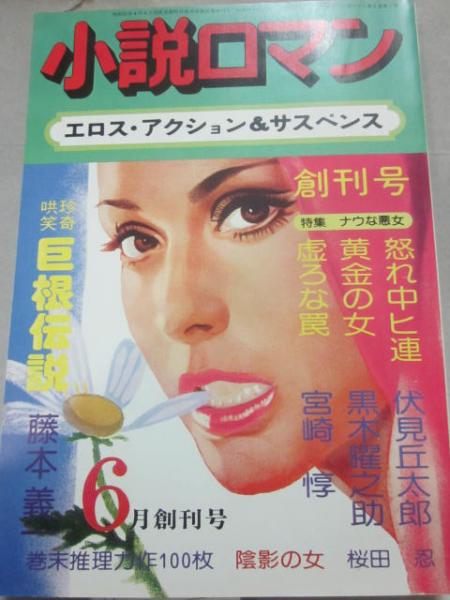 小説ロマン
エロス・アクション&サスペンス
創刊号
特集 ナウな悪女
怒れ中ヒ連
伏見丘太郎
黄金の女
黒木曜之助
虚ろな罠
宮崎惇
珍奇
哄笑
巨根伝説
藤本義一
6月創刊号
巻末推理力作100枚 陰影の女 桜田忍